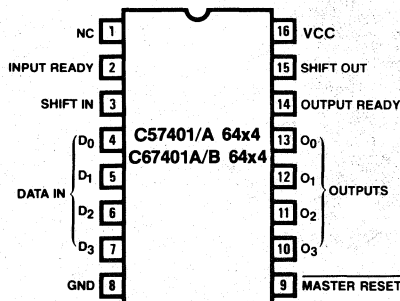 NC 1 16 VCC
INPUT READY 2 15 SHIFT OUT
SHIFT IN 3 14 OUTPUT READY
C57401/A 64x4
D0 4 13 O0
C67401A/B 64x4
D1 5 12 O1
DATA IN OUTPUTS
D2 6 11 O2
D3 7 10 O3
GND 8 9 MASTER RESET